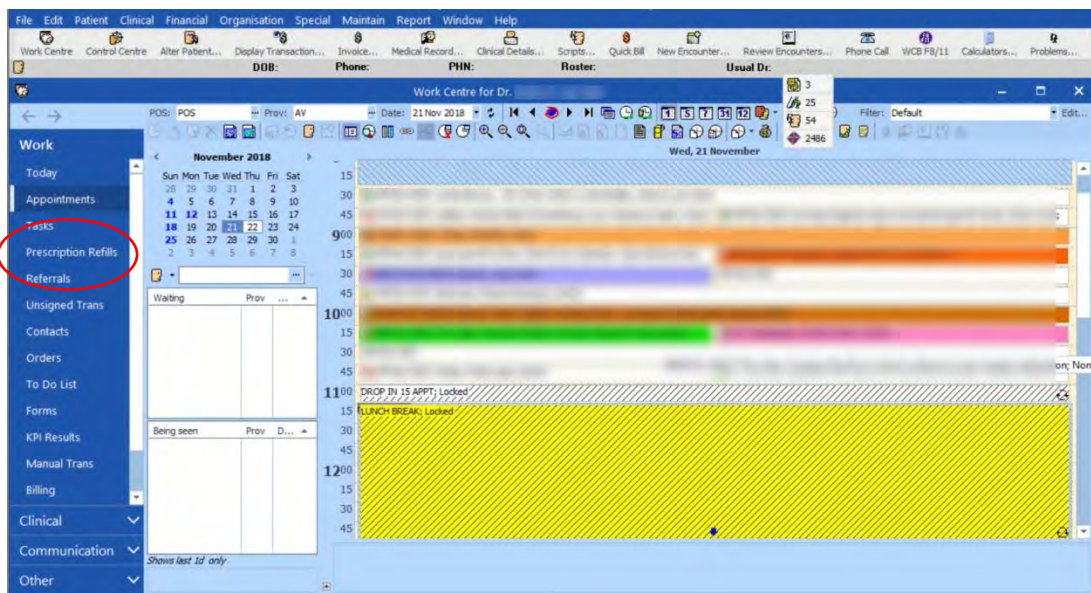 File Edit Patient Clinical Financial Organisation Special Maintain Report Window Help
Work Centre Control Centre Alter Patient... Display Transaction... Invoice... Medical Record... Clinical Details... Scripts... Quick Bill New Encounter... Review Encounters... Phone Call WCB F8/11 Calculators... Problems...
DOB: Phone: PHN: Roster: Usual Dr:
Work Centre for Dr.
3
25
54
2486
POS: POS Prov: AV Date: 21 Nov 2018 1 5 7 31 12 Filter: Default Edit...
Work
Today
Appointments
Tasks
Prescription Refills
Referrals
Unsigned Trans
Contacts
Orders
To Do List
Forms
KPI Results
Manual Trans
Billing
Clinical
Communication
Other
November 2018
Sun Mon Tue Wed Thu Fri Sat
28 29 30 31 1 2 3
4 5 6 7 8 9 10
11 12 13 14 15 16 17
18 19 20 21 22 23 24
25 26 27 28 29 30 1
2 3 4 5 6 7 8
Waiting Prov ...
Being seen Prov D...
Shows last 1d only
Wed, 21 November
15
30
45
900
15
30
45
1000
15
30
45
on; Non
1100 DROP IN 15 APPT; Locked
15 LUNCH BREAK; Locked
30
45
1200
15
30
45